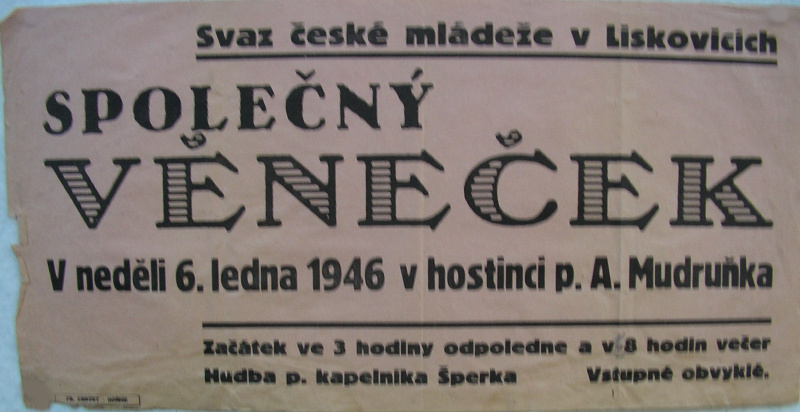 Svaz české mládeže v Liskovicich
SPOLEČNÝ
VĚNEČEK
V neděli 6. ledna 1946 v hostinci p. A. Mudruňka
Začátek ve 3 hodiny odpoledne a v 8 hodin večer
Hudba p. kapelníka Šperka Vstupné obvyklé.